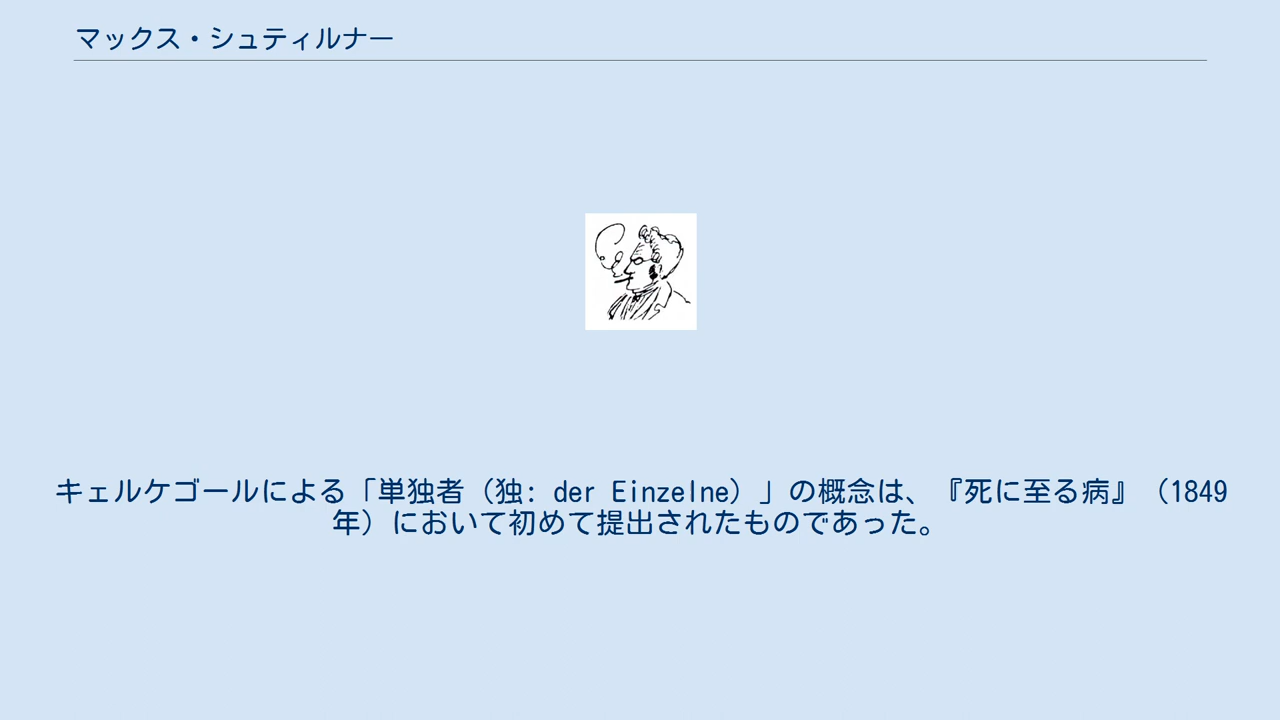 マックス・シュティルナー
キェルケゴールによる「単独者（独: der Einzelne）」の概念は、『死に至る病』（1849
年）において初めて提出されたものであった。